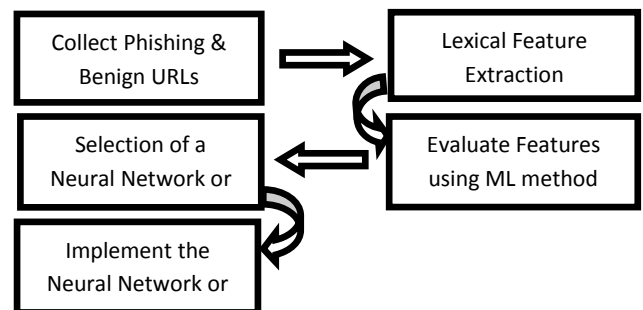 Collect Phishing &
Benign URLs
Lexical Feature
Extraction
Evaluate Features
using ML method
Selection of a
Neural Network or
Implement the
Neural Network or